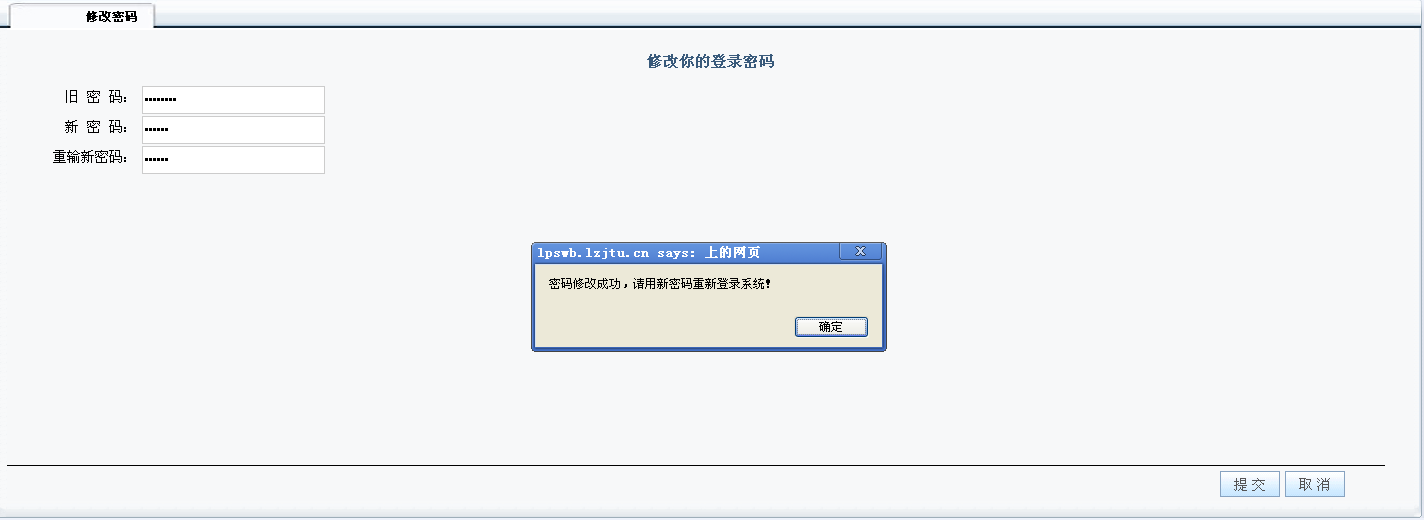 修改密码
修改你的登录密码
旧 密 码：
新 密 码：
重输新密码：
lpswb.lzjtu.cn says: 上的网页
密码修改成功，请用新密码重新登录系统！
确定
提 交 取 消